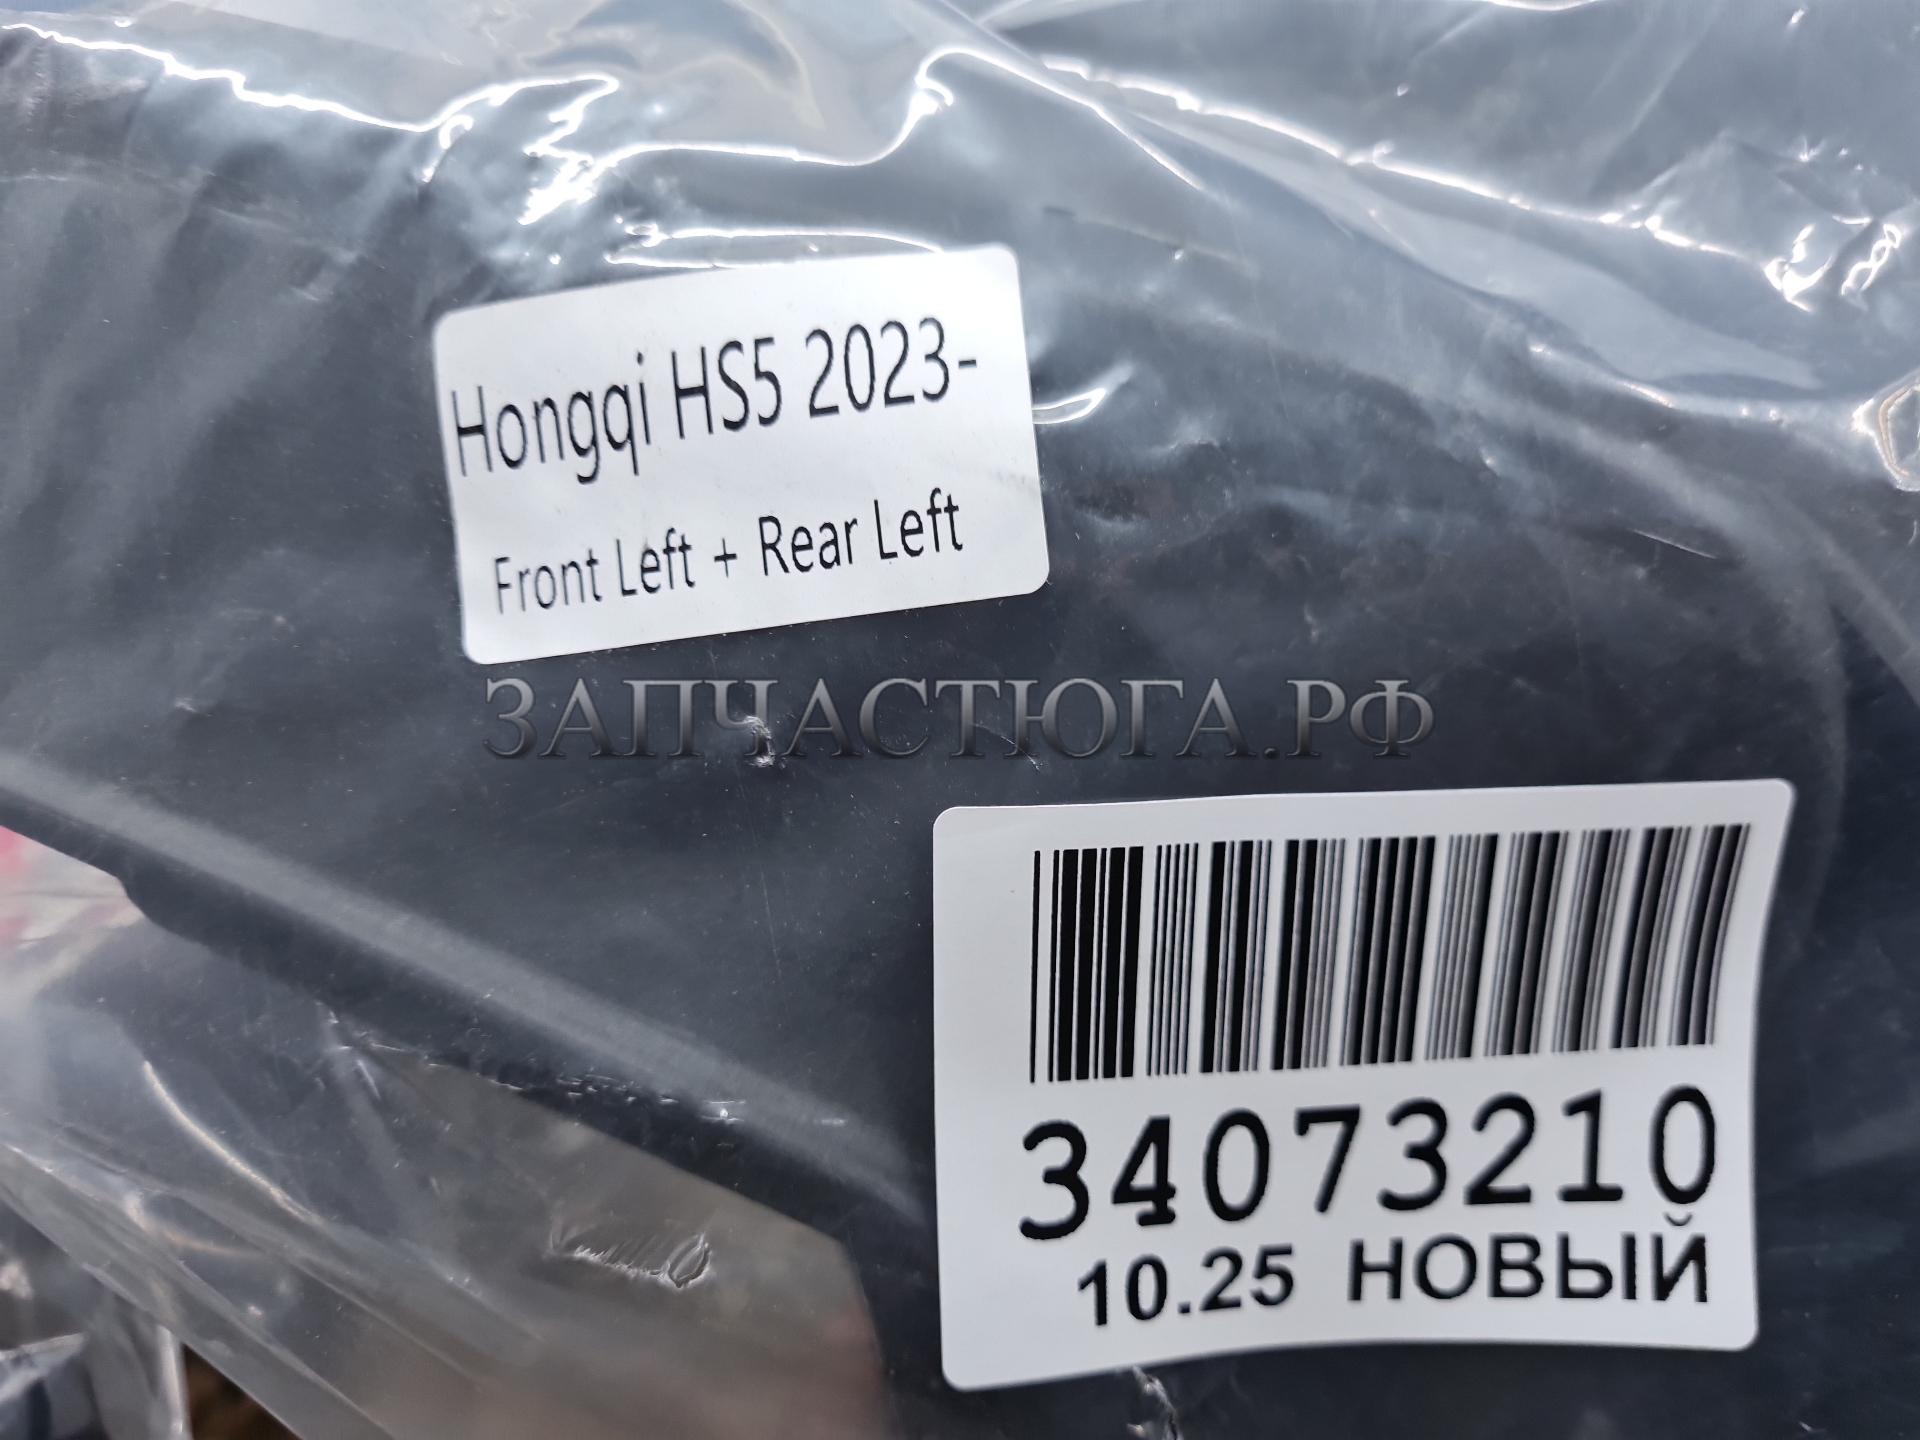 Hongqi HS5 2023-
Front Left + Rear Left
ЗАПЧАСТЮГА.РФ
34073210
10.25 НОВЫЙ